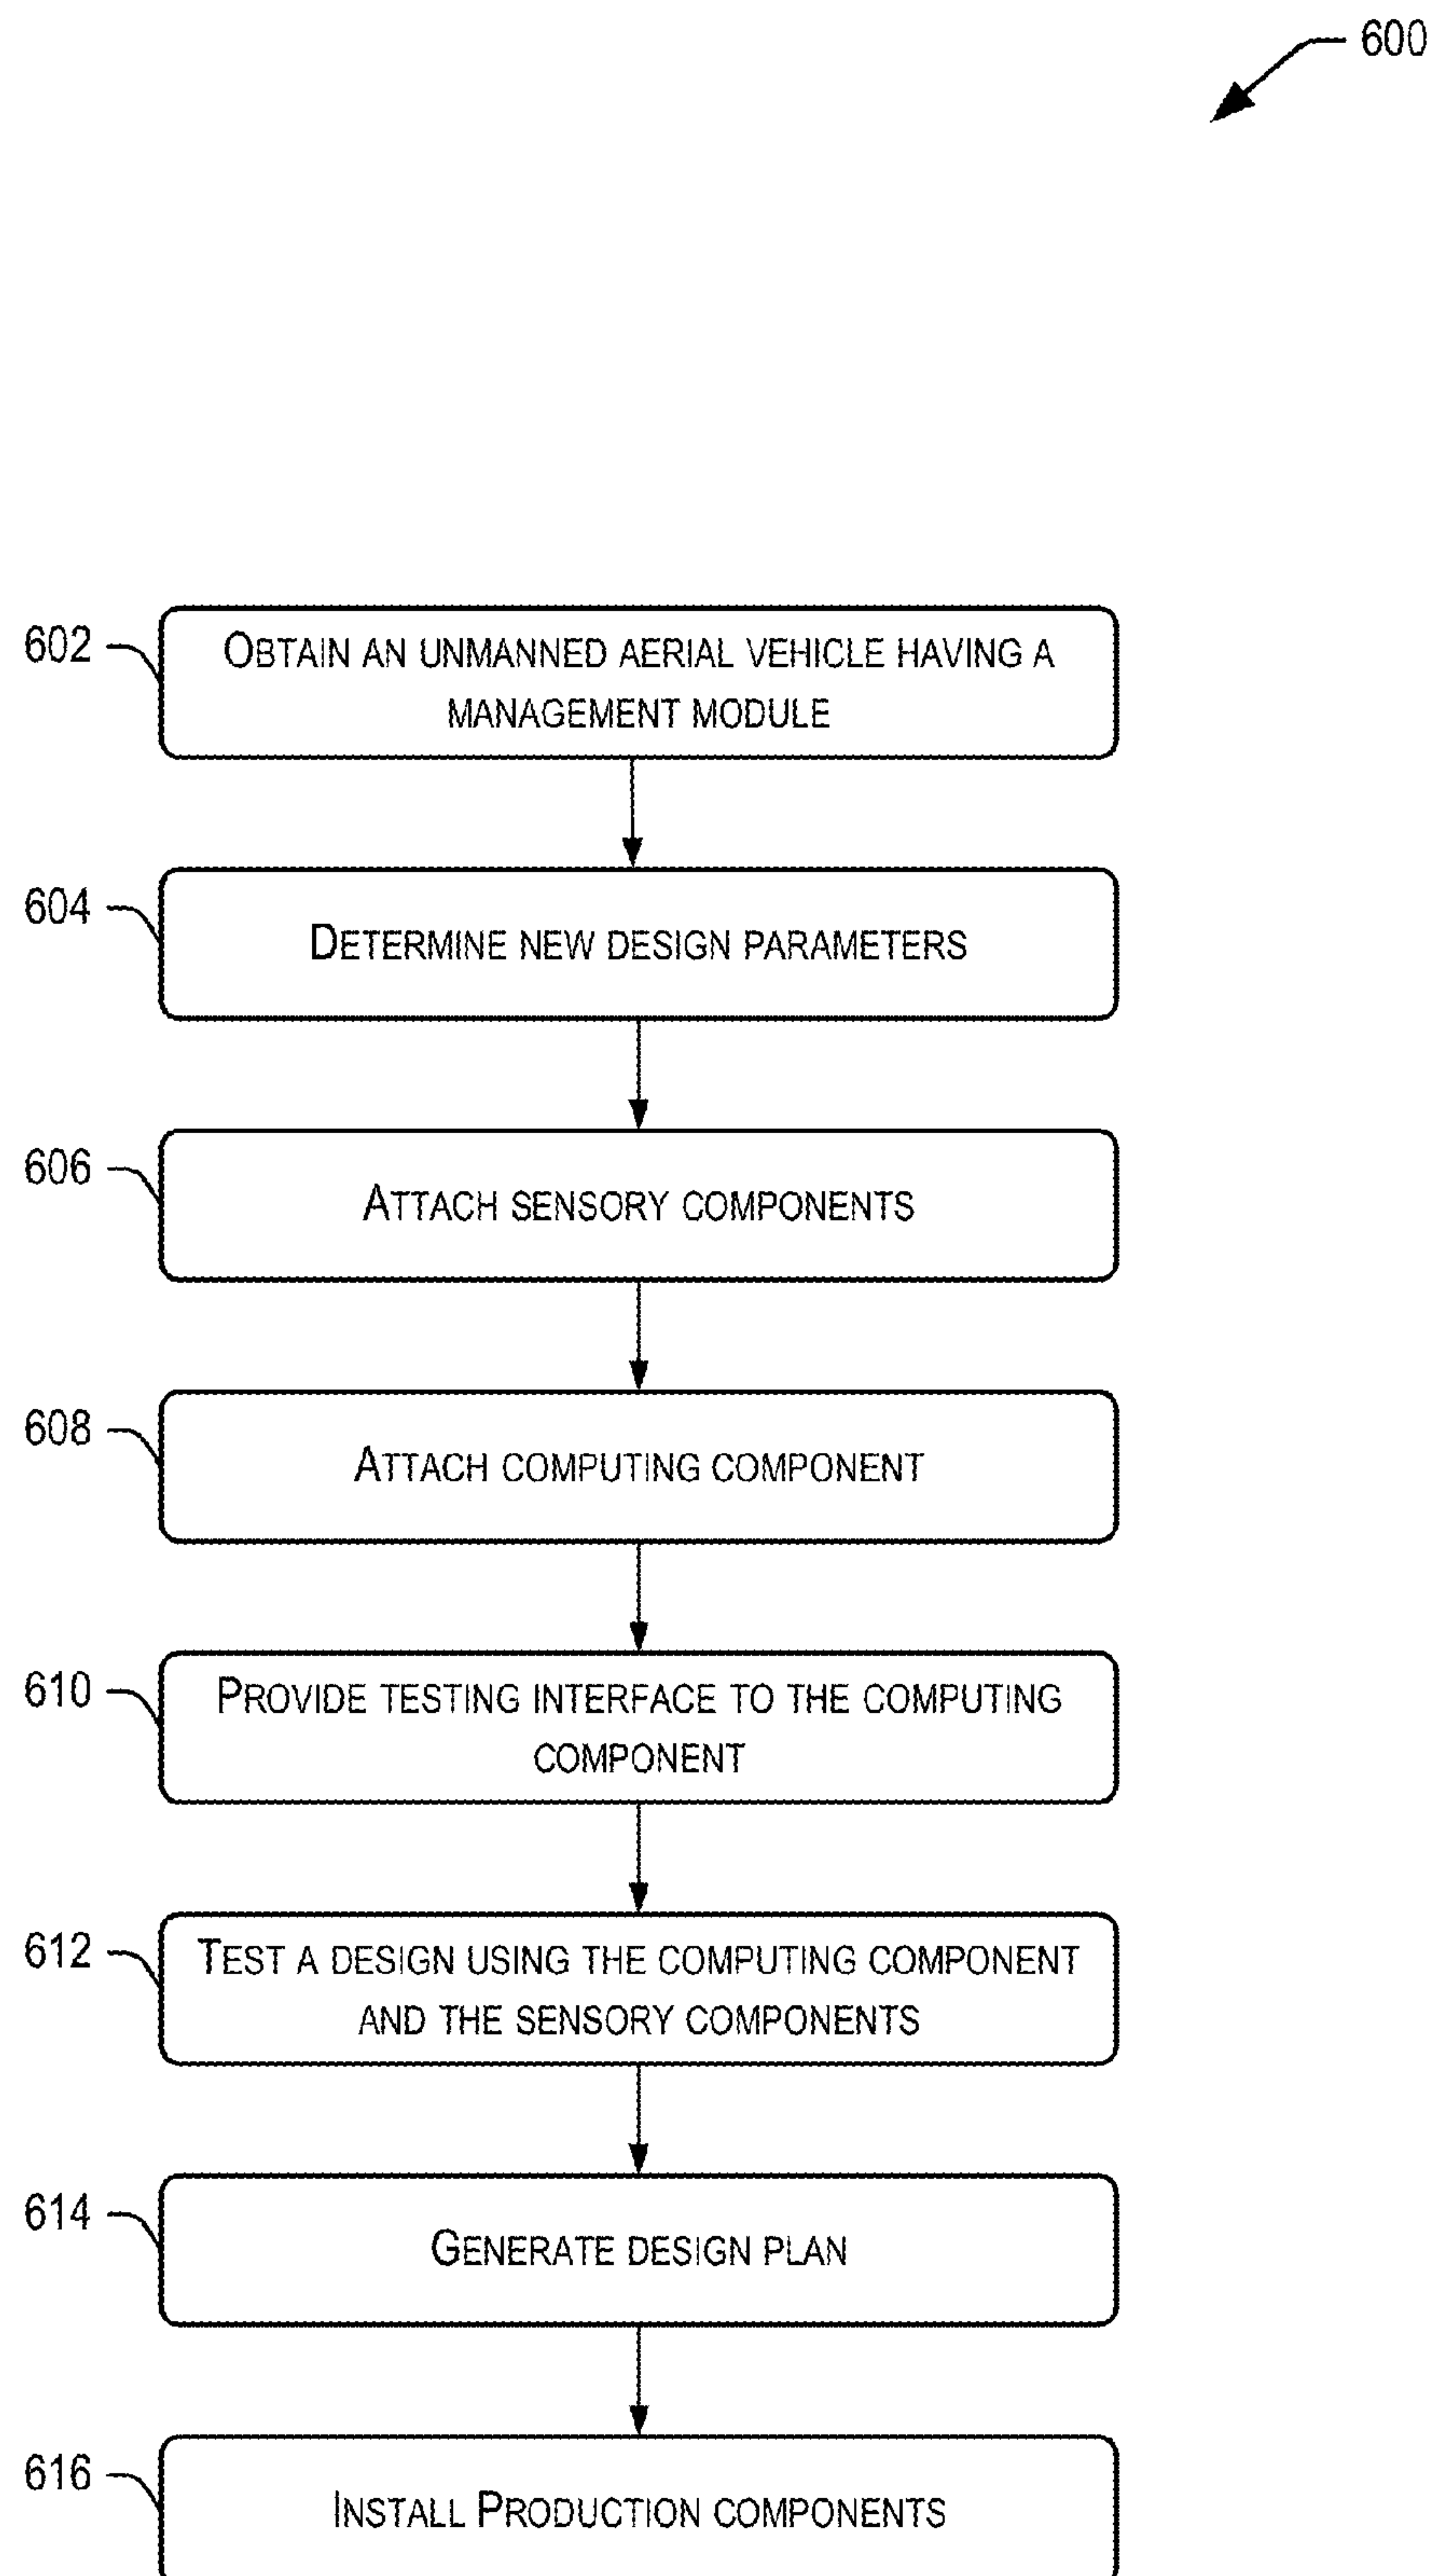 600
602
OBTAIN AN UNMANNED AERIAL VEHICLE HAVING A
MANAGEMENT MODULE
604
DETERMINE NEW DESIGN PARAMETERS
606
ATTACH SENSORY COMPONENTS
608
ATTACH COMPUTING COMPONENT
610
PROVIDE TESTING INTERFACE TO THE COMPUTING
COMPONENT
612
TEST A DESIGN USING THE COMPUTING COMPONENT
AND THE SENSORY COMPONENTS
614
GENERATE DESIGN PLAN
616
INSTALL PRODUCTION COMPONENTS